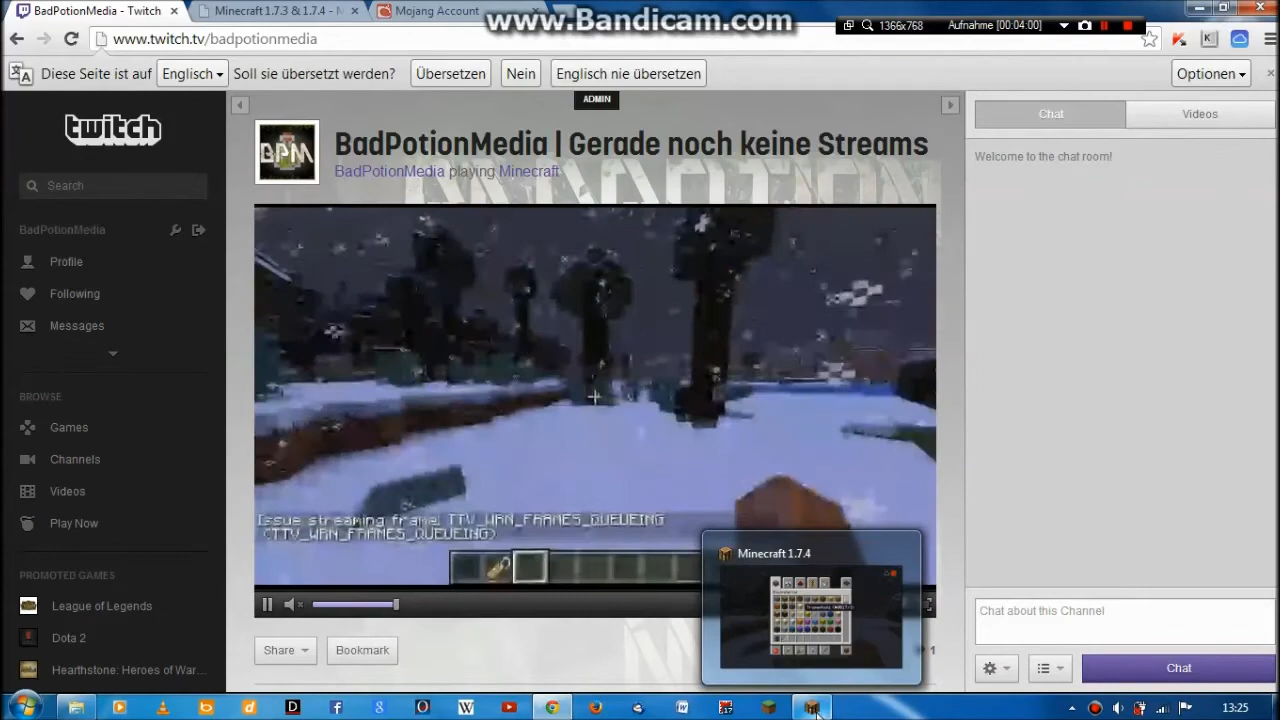 www.Bandicam.com
BadPotionMedia - Twitch
Minecraft 1.7.3 & 1.7.4 - M
Mojang Account
1366x768
Aufnahme (00:04:00)
www.twitch.tv/badpotionmedia
Diese Seite ist auf Englisch Soll sie übersetzt werden? Übersetzen Nein Englisch nie übersetzen Optionen
twitch
Search
BadPotionMedia
Profile
Following
Messages
BROWSE
Games
Channels
Videos
Play Now
PROMOTED GAMES
League of Legends
Dota 2
Hearthstone: Heroes of War...
ADMIN
BPM
BadPotionMedia | Gerade noch keine Streams
BadPotionMedia playing Minecraft
Issue streaming frame! TTV_WRN_FRAMES_QUEUEING
(TTV_WRN_FRAMES_QUEUEING)
Minecraft 1.7.4
Share
Bookmark
1
Chat
Videos
Welcome to the chat room!
Chat about this Channel
Chat
13:25